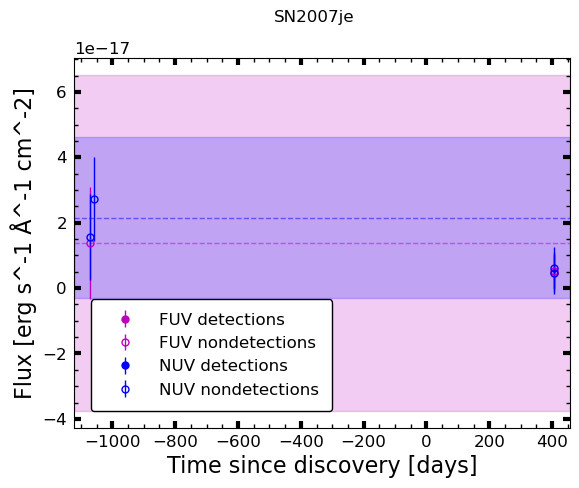 SN2007je
1e−17
6
4
2
0
−2
−4
Flux [erg s^-1 Å^-1 cm^-2]
FUV detections
FUV nondetections
NUV detections
NUV nondetections
−1000 −800 −600 −400 −200 0 200 400
Time since discovery [days]